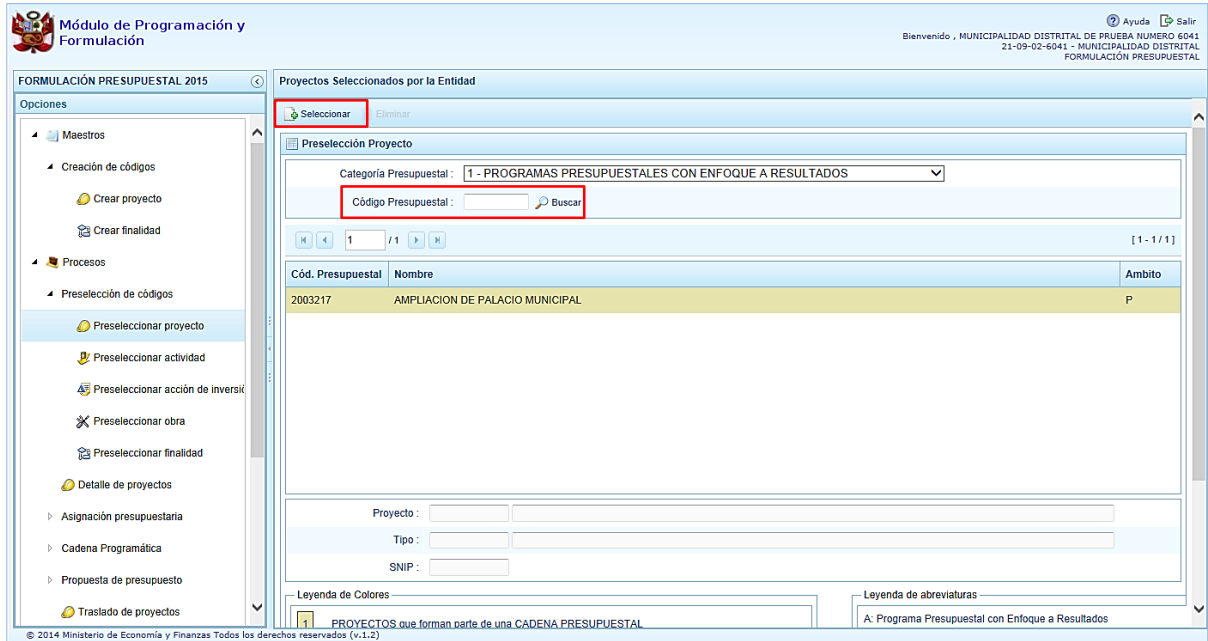 Módulo de Programación y
Formulación
Ayuda Salir
Bienvenido , MUNICIPALIDAD DISTRITAL DE PRUEBA NUMERO 6041
21-09-02-6041 - MUNICIPALIDAD DISTRITAL
FORMULACIÓN PRESUPUESTAL
FORMULACIÓN PRESUPUESTAL 2015
Opciones
Maestros
Creación de códigos
Crear proyecto
Crear finalidad
Procesos
Preselección de códigos
Preseleccionar proyecto
Preseleccionar actividad
Preseleccionar acción de inversió
Preseleccionar obra
Preseleccionar finalidad
Detalle de proyectos
Asignación presupuestaria
Cadena Programática
Propuesta de presupuesto
Traslado de proyectos
Proyectos Seleccionados por la Entidad
Seleccionar Eliminar
Preselección Proyecto
Categoría Presupuestal : 1 - PROGRAMAS PRESUPUESTALES CON ENFOQUE A RESULTADOS
Código Presupuestal : Buscar
1 / 1 [ 1 - 1 / 1 ]
Cód. Presupuestal Nombre Ambito
2003217 AMPLIACION DE PALACIO MUNICIPAL P
Proyecto :
Tipo :
SNIP :
Leyenda de Colores
1 PROYECTOS que forman parte de una CADENA PRESUPUESTAL
Leyenda de abreviaturas
A: Programa Presupuestal con Enfoque a Resultados
© 2014 Ministerio de Economía y Finanzas Todos los derechos reservados (v.1.2)